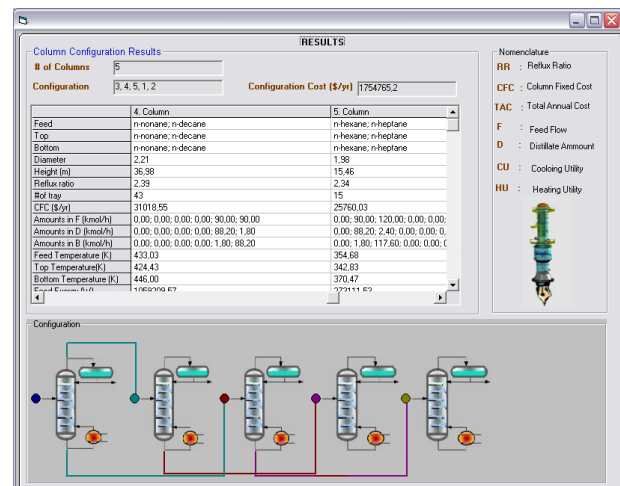 RESULTS
Column Configuration Results
# of Columns 5
Configuration 3, 4, 5, 1, 2 Configuration Cost ($/yr) 1754765,2
4. Column 5. Column
Feed n-nonane; n-decane n-hexane; n-heptane
Top n-nonane; n-decane n-hexane; n-heptane
Bottom n-nonane; n-decane n-hexane; n-heptane
Diameter 2,21 1,98
Height (m) 36,98 15,46
Reflux ratio 2,39 2,34
#of tray 43 15
CFC ($/yr) 31018,55 25760,03
Amounts in F (kmol/h) 0,00; 0,00; 0,00; 0,00; 90,00; 90,00 0,00; 90,00; 120,00; 0,00; 0,00;
Amounts in D (kmol/h) 0,00; 0,00; 0,00; 0,00; 88,20; 1,80 0,00; 88,20; 2,40; 0,00; 0,00; 0,
Amounts in B (kmol/h) 0,00; 0,00; 0,00; 0,00; 1,80; 88,20 0,00; 1,80; 117,60; 0,00; 0,00; (
Feed Temperature(K) 433,03 354,68
Top Temperature(K) 424,43 342,83
Bottom Temperature (K) 446,00 370,47
Nomenclature
RR : Reflux Ratio
CFC : Column Fixed Cost
TAC : Total Annual Cost
F : Feed Flow
D : Distillate Ammount
CU : Cooloing Utility
HU : Heating Utility
Configuration